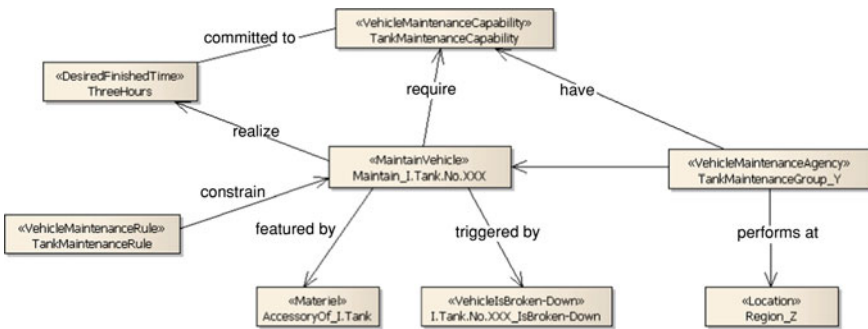 «VehicleMaintenanceCapability»
TankMaintenanceCapability
committed to
«DesiredFinishedTime»
ThreeHours
require
have
realize
«MaintainVehicle»
Maintain_I.Tank.No.XXX
«VehicleMaintenanceAgency»
TankMaintenanceGroup_Y
constrain
«VehicleMaintenanceRule»
TankMaintenanceRule
featured by
triggered by
performs at
«Materiel»
AccessoryOf_I.Tank
«VehicleIsBroken-Down»
I.Tank.No.XXX_IsBroken-Down
«Location»
Region_Z